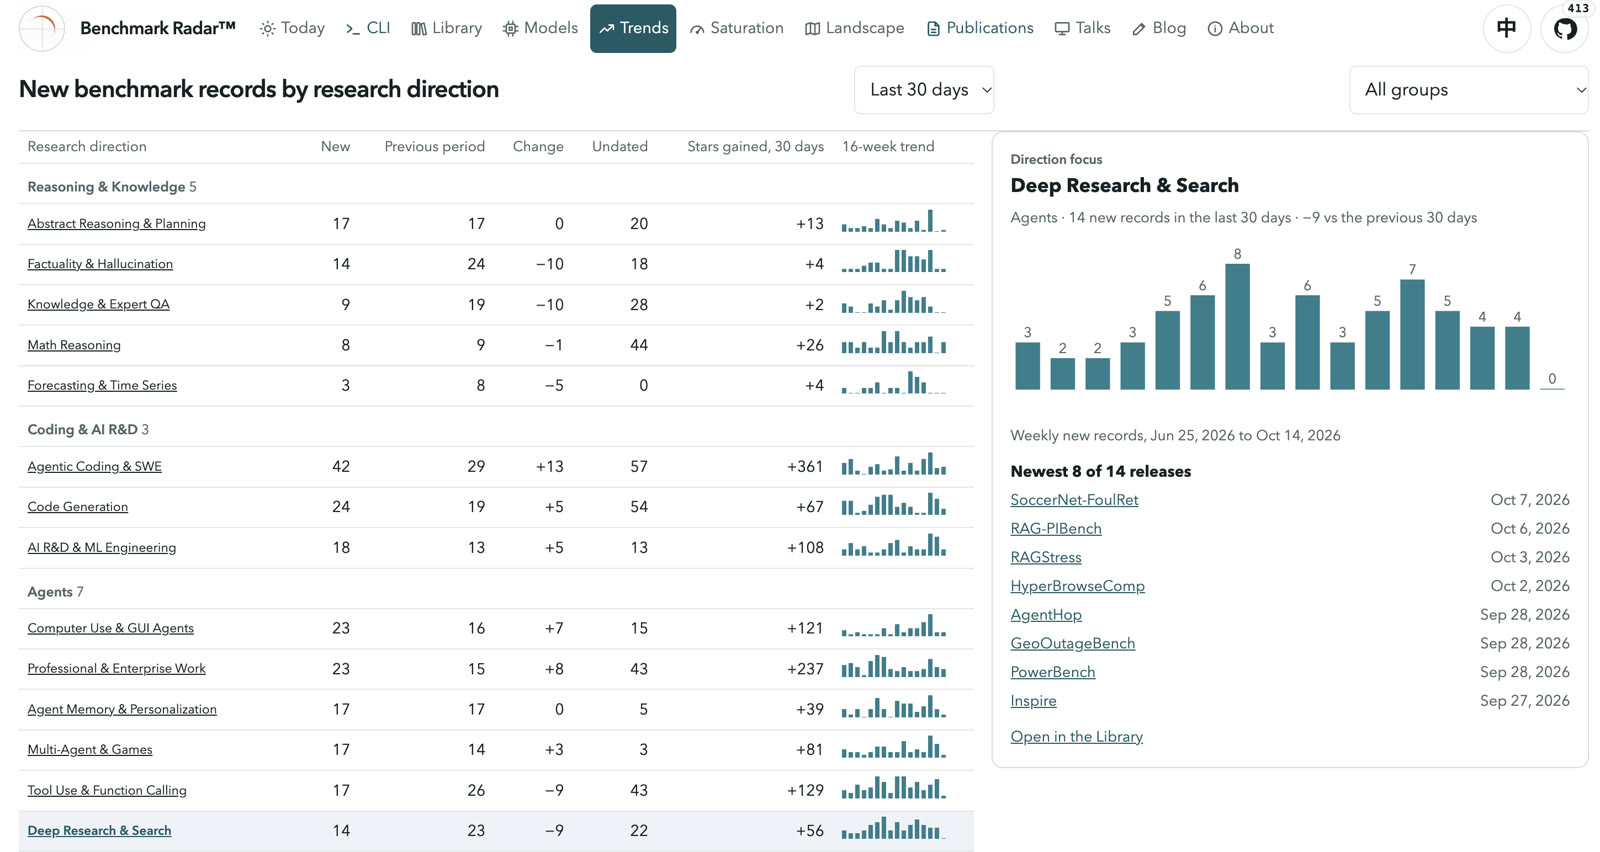 Benchmark Radar™ Today CLI Library Models Trends Saturation Landscape Publications Talks Blog About 中 413
New benchmark records by research direction Last 30 days All groups
Research direction New Previous period Change Undated Stars gained, 30 days 16-week trend
Reasoning & Knowledge 5
Abstract Reasoning & Planning 17 17 0 20 +13
Factuality & Hallucination 14 24 −10 18 +4
Knowledge & Expert QA 9 19 −10 28 +2
Math Reasoning 8 9 −1 44 +26
Forecasting & Time Series 3 8 −5 0 +4
Coding & AI R&D 3
Agentic Coding & SWE 42 29 +13 57 +361
Code Generation 24 19 +5 54 +67
AI R&D & ML Engineering 18 13 +5 13 +108
Agents 7
Computer Use & GUI Agents 23 16 +7 15 +121
Professional & Enterprise Work 23 15 +8 43 +237
Agent Memory & Personalization 17 17 0 5 +39
Multi-Agent & Games 17 14 +3 3 +81
Tool Use & Function Calling 17 26 −9 43 +129
Deep Research & Search 14 23 −9 22 +56
Direction focus
Deep Research & Search
Agents · 14 new records in the last 30 days · −9 vs the previous 30 days
3 2 2 3 5 6 8 3 6 3 5 7 5 4 4 0
Weekly new records, Jun 25, 2026 to Oct 14, 2026
Newest 8 of 14 releases
SoccerNet-FoulRet Oct 7, 2026
RAG-PIBench Oct 6, 2026
RAGStress Oct 3, 2026
HyperBrowseComp Oct 2, 2026
AgentHop Sep 28, 2026
GeoOutageBench Sep 28, 2026
PowerBench Sep 28, 2026
Inspire Sep 27, 2026
Open in the Library